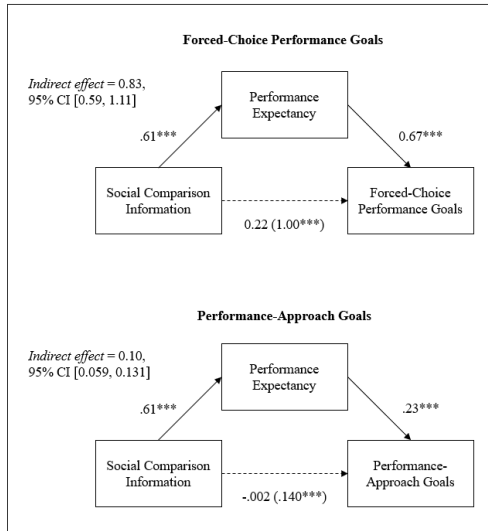 Forced-Choice Performance Goals
Indirect effect = 0.83,
95% CI [0.59, 1.11]
Performance
Expectancy
.61***
0.67***
Social Comparison
Information
Forced-Choice
Performance Goals
0.22 (1.00***)
Performance-Approach Goals
Indirect effect = 0.10,
95% CI [0.059, 0.131]
Performance
Expectancy
.61***
.23***
Social Comparison
Information
Performance-
Approach Goals
-.002 (.140***)